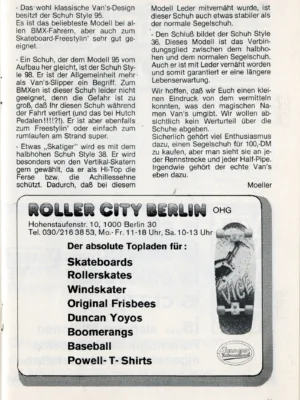 - Das wohl klassische Van's-Design
besitzt der Schuh Style 95.
Es ist das beliebteste Modell bei al-
len BMX-Fahrern, aber auch zum
Skateboard-Freestylin' sehr gut ge-
eignet.
- Ein Schuh, der dem Modell 95 vom
Aufbau her gleicht, ist der Schuh Sty-
le 98. Er ist der Allgemeinheit mehr
als Van's-Slipper ein Begriff. Zum
BMXen ist dieser Schuh leider nicht
geeignet, denn die Gefahr ist zu
groß, daß Ihr diesen Schuh während
der Fahrt verliert (und das bei Hutch
Pedalen!!!!?!). Er ist aber ebenfalls
zum Freestylin' oder einfach zum
rumlaufen am Strand super.
- Etwas „Skatiger" wird es mit dem
halbhohen Schuh Style 38. Er wird
besonders von den Vertikal-Skatern
gern gewählt, da er als Hi-Top die
Ferse bzw. die Achillessehne
schützt. Dadurch, daß bei diesem
Modell Leder mitvernäht wurde, ist
dieser Schuh auch etwas stabiler als
der normale Segelschuh.
- Den Schluß bildet der Schuh Style
36. Dieses Modell ist das Verbin-
dungsglied zwischen dem halbho-
hen und dem normalen Segelschuh.
Auch er ist mit Leder vernäht worden
und somit garantiert er eine längere
Lebenserwartung.
Wir hoffen, daß wir Euch einen klei-
nen Eindruck von dem vermitteln
konnten, was den magischen Na-
men Van's umgibt. Wir wollen ab-
sichtlich kein Werturteil über die
Schuhe abgeben.
Sicherlich gehört viel Enthusiasmus
dazu, einen Segelschuh für 100,-DM
zu kaufen, aber man sieht sie an je-
der Rennstrecke und jeder Half-Pipe.
Irgendwie gehört der echte Van's
eben dazu.
Moeller
ROLLER CITY BERLIN OHG
Hohenstaufenstr. 10, 1000 Berlin 30
Tel. 030/216 38 53, Mo.- Fr. 11-18 Uhr, Sa. 10-13 Uhr
Der absolute Topladen für :
Skateboards
Rollerskates
Windskater
Original Frisbees
Duncan Yoyos
Boomerangs
Baseball
Powell- T- Shirts